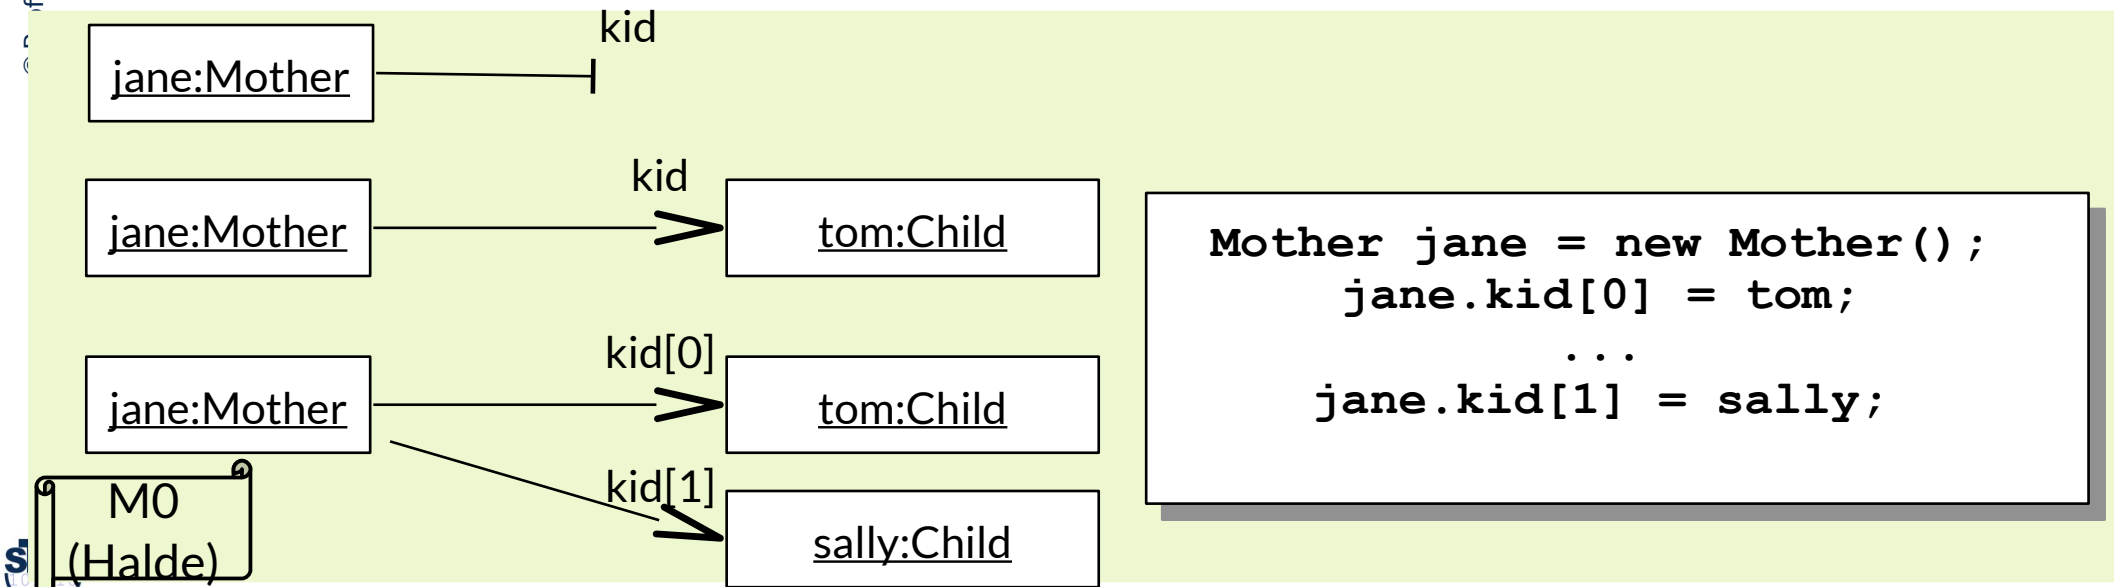 kid
jane:Mother
kid
jane:Mother
tom:Child
kid[0]
jane:Mother
tom:Child
kid[1]
sally:Child
Mother jane = new Mother();
jane.kid[0] = tom;
...
jane.kid[1] = sally;
M0
(Halde)